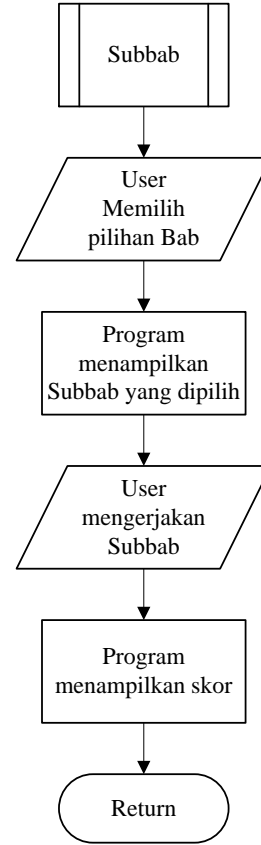 Subbab
User
Memilih
pilihan Bab
Program
menampilkan
Subbab yang dipilih
User
mengerjakan
Subbab
Program
menampilkan skor
Return